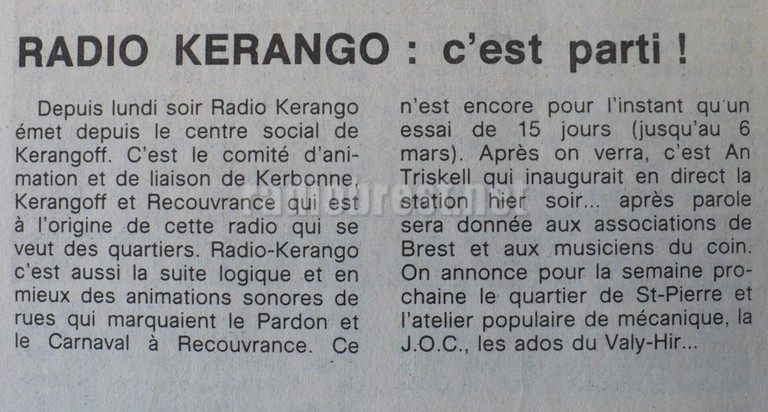 RADIO KERANGO : c'est parti !
Depuis lundi soir Radio Kerango
émet depuis le centre social de
Kerangoff. C'est le comité d'ani-
mation et de liaison de Kerbonne,
Kerangoff et Recouvrance qui est
à l'origine de cette radio qui se
veut des quartiers. Radio-Kerango
c'est aussi la suite logique et en
mieux des animations sonores de
rues qui marquaient le Pardon et
le Carnaval à Recouvrance. Ce
n'est encore pour l'instant qu'un
essai de 15 jours (jusqu'au 6
mars). Après on verra, c'est An
Triskell qui inaugurait en direct la
station hier soir... après parole
sera donnée aux associations de
Brest et aux musiciens du coin.
On annonce pour la semaine pro-
chaine le quartier de St-Pierre et
l'atelier populaire de mécanique, la
J.O.C., les ados du Valy-Hir...
radiobrest.net